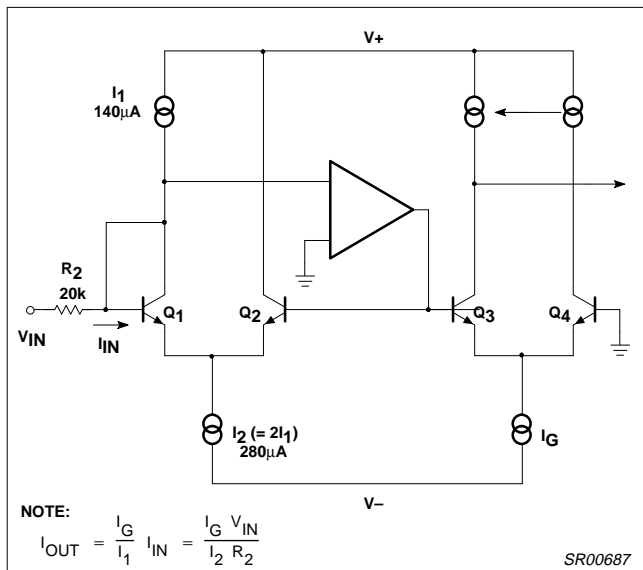 V+
I1
140µA
R2
20k
VIN
IIN
Q1
Q2
Q3
Q4
I2 (= 2I1)
280µA
IG
V–
NOTE:
IOUT = IG/I1 IIN = IG VIN/I2 R2
SR00687